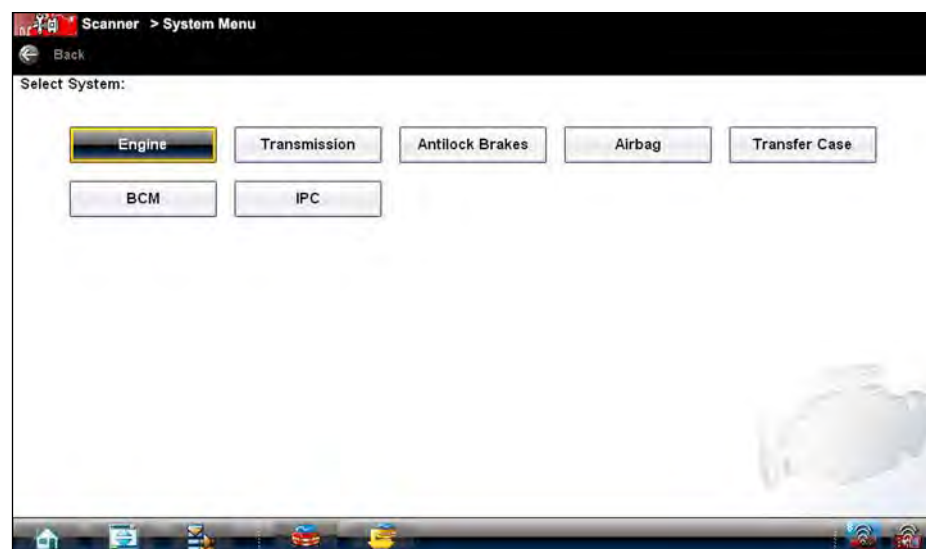 Scanner > System Menu
Back
Select System:
Engine Transmission Antilock Brakes Airbag Transfer Case
BCM IPC